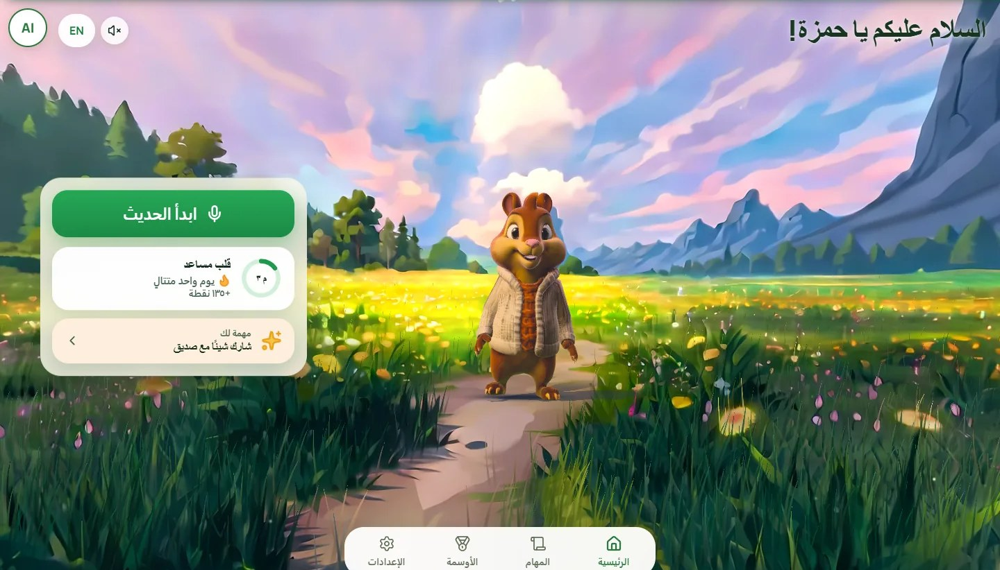 السلام عليكم يا حمزة!
AI
EN
ابدأ الحديث
قلب مساعد
يوم واحد متتالٍ
+١٣٥ نقطة
م ٣
مهمة لك
شارك شيئًا مع صديق
الرئيسية
المهام
الأوسمة
الإعدادات